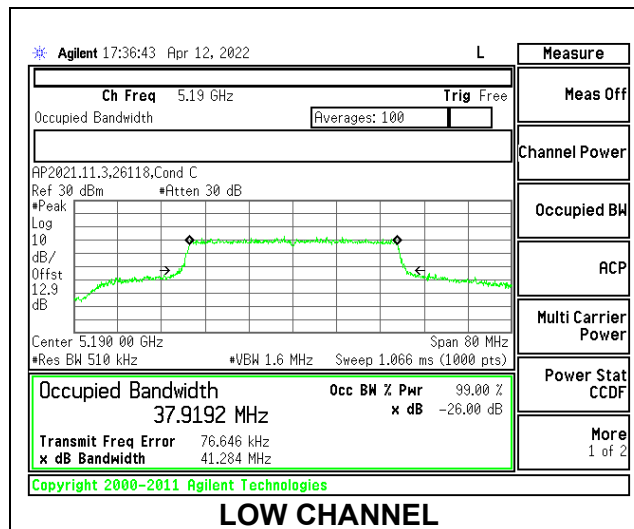 Agilent 17:36:43 Apr 12, 2022 L
Measure
Ch Freq 5.19 GHz Trig Free
Meas Off
Occupied Bandwidth Averages: 100
Channel Power
AP2021.11.3,26118,Cond C
Ref 30 dBm #Atten 30 dB
#Peak
Log
10
dB/
Offst
12.9
dB
Occupied BW
ACP
Center 5.190 00 GHz Span 80 MHz
#Res BW 510 kHz #VBW 1.6 MHz Sweep 1.066 ms (1000 pts)
Multi Carrier
Power
Occupied Bandwidth Occ BW % Pwr 99.00 %
37.9192 MHz x dB -26.00 dB
Power Stat
CCDF
Transmit Freq Error 76.646 kHz
x dB Bandwidth 41.284 MHz
More
1 of 2
Copyright 2000-2011 Agilent Technologies
LOW CHANNEL